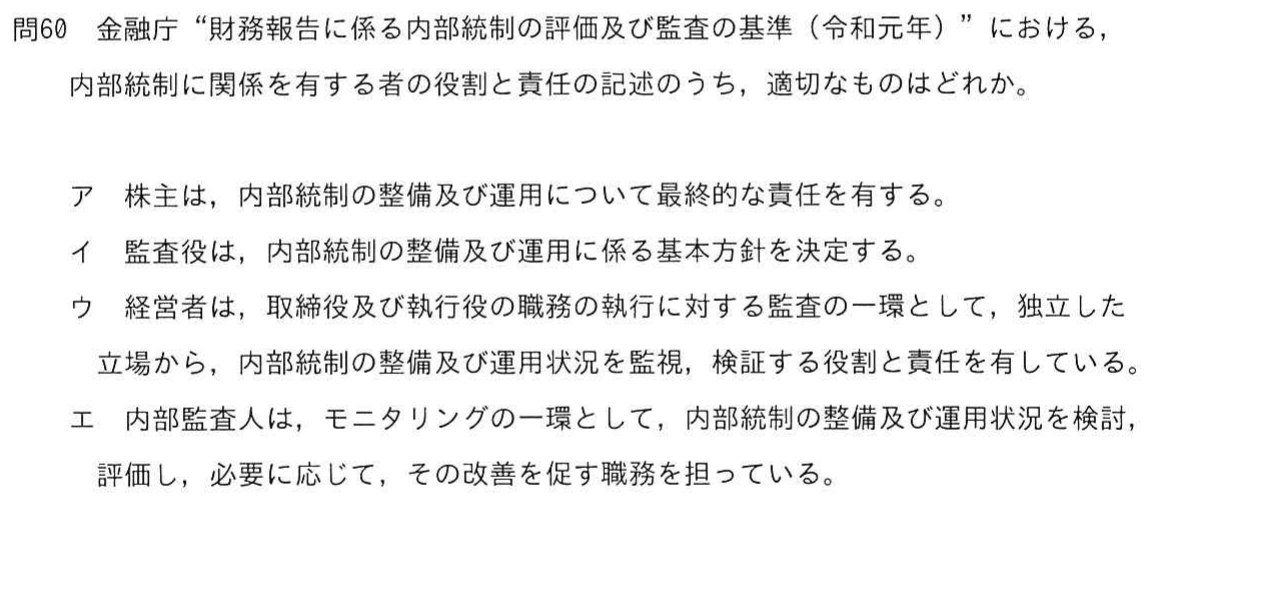 問60　金融庁“財務報告に係る内部統制の評価及び監査の基準（令和元年）”における，
内部統制に関係を有する者の役割と責任の記述のうち，適切なものはどれか。
ア　株主は，内部統制の整備及び運用について最終的な責任を有する。
イ　監査役は，内部統制の整備及び運用に係る基本方針を決定する。
ウ　経営者は，取締役及び執行役の職務の執行に対する監査の一環として，独立した
立場から，内部統制の整備及び運用状況を監視，検証する役割と責任を有している。
エ　内部監査人は，モニタリングの一環として，内部統制の整備及び運用状況を検討，
評価し，必要に応じて，その改善を促す職務を担っている。